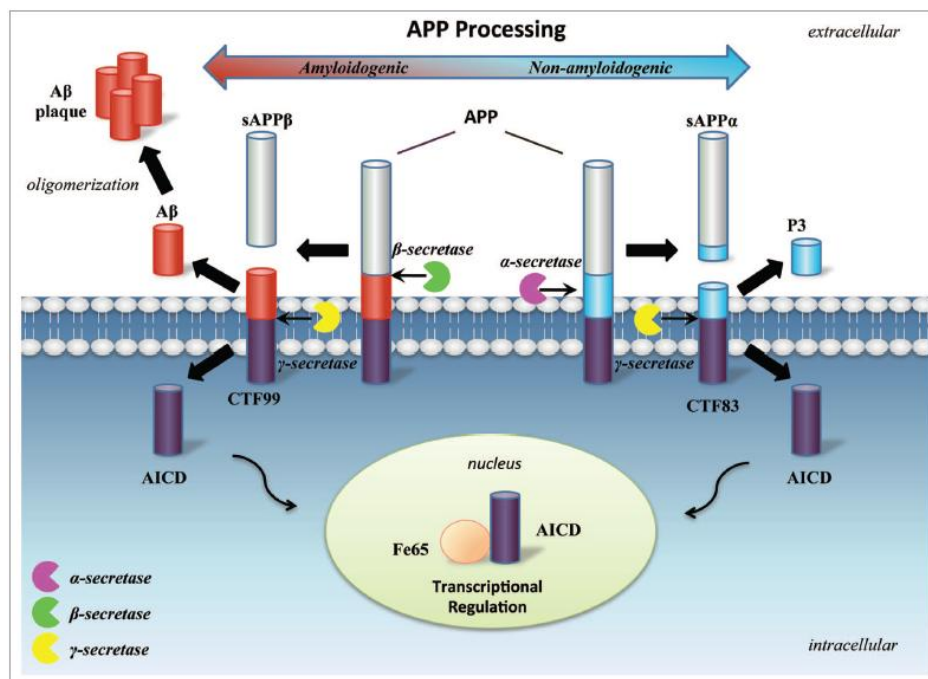 APP Processing
extracellular
Amyloidogenic
Non-amyloidogenic
Aβ
plaque
sAPPβ
APP
sAPPα
oligomerization
Aβ
β-secretase
α-secretase
P3
γ-secretase
γ-secretase
CTF99
CTF83
AICD
AICD
nucleus
Fe65
AICD
Transcriptional
Regulation
α-secretase
β-secretase
γ-secretase
intracellular